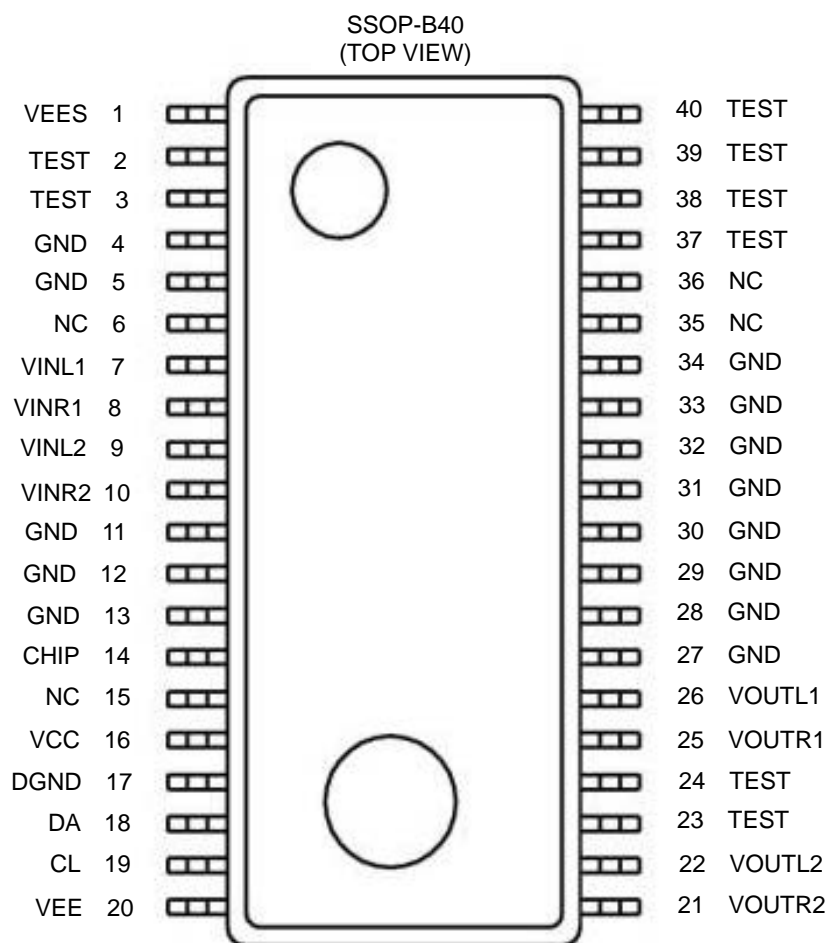 SSOP-B40
(TOP VIEW)
VEES 1 40 TEST
TEST 2 39 TEST
TEST 3 38 TEST
GND 4 37 TEST
GND 5 36 NC
NC 6 35 NC
VINL1 7 34 GND
VINR1 8 33 GND
VINL2 9 32 GND
VINR2 10 31 GND
GND 11 30 GND
GND 12 29 GND
GND 13 28 GND
CHIP 14 27 GND
NC 15 26 VOUTL1
VCC 16 25 VOUTR1
DGND 17 24 TEST
DA 18 23 TEST
CL 19 22 VOUTL2
VEE 20 21 VOUTR2